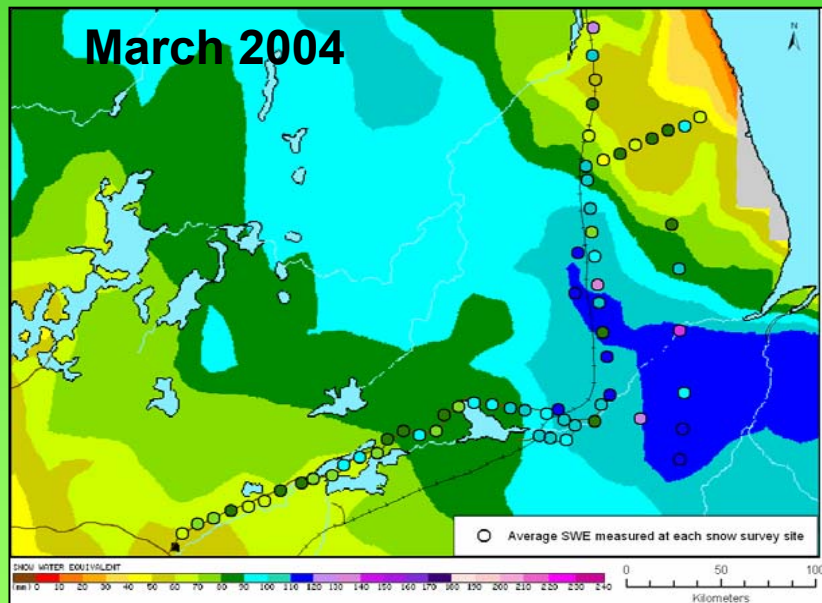 March 2004
N
Average SWE measured at each snow survey site
SNOW WATER EQUIVALENT
(mm) 0 10 20 30 40 50 60 70 80 90 100 110 120 130 140 150 160 170 180 190 200 210 220 230 240
0 50 100
Kilometers